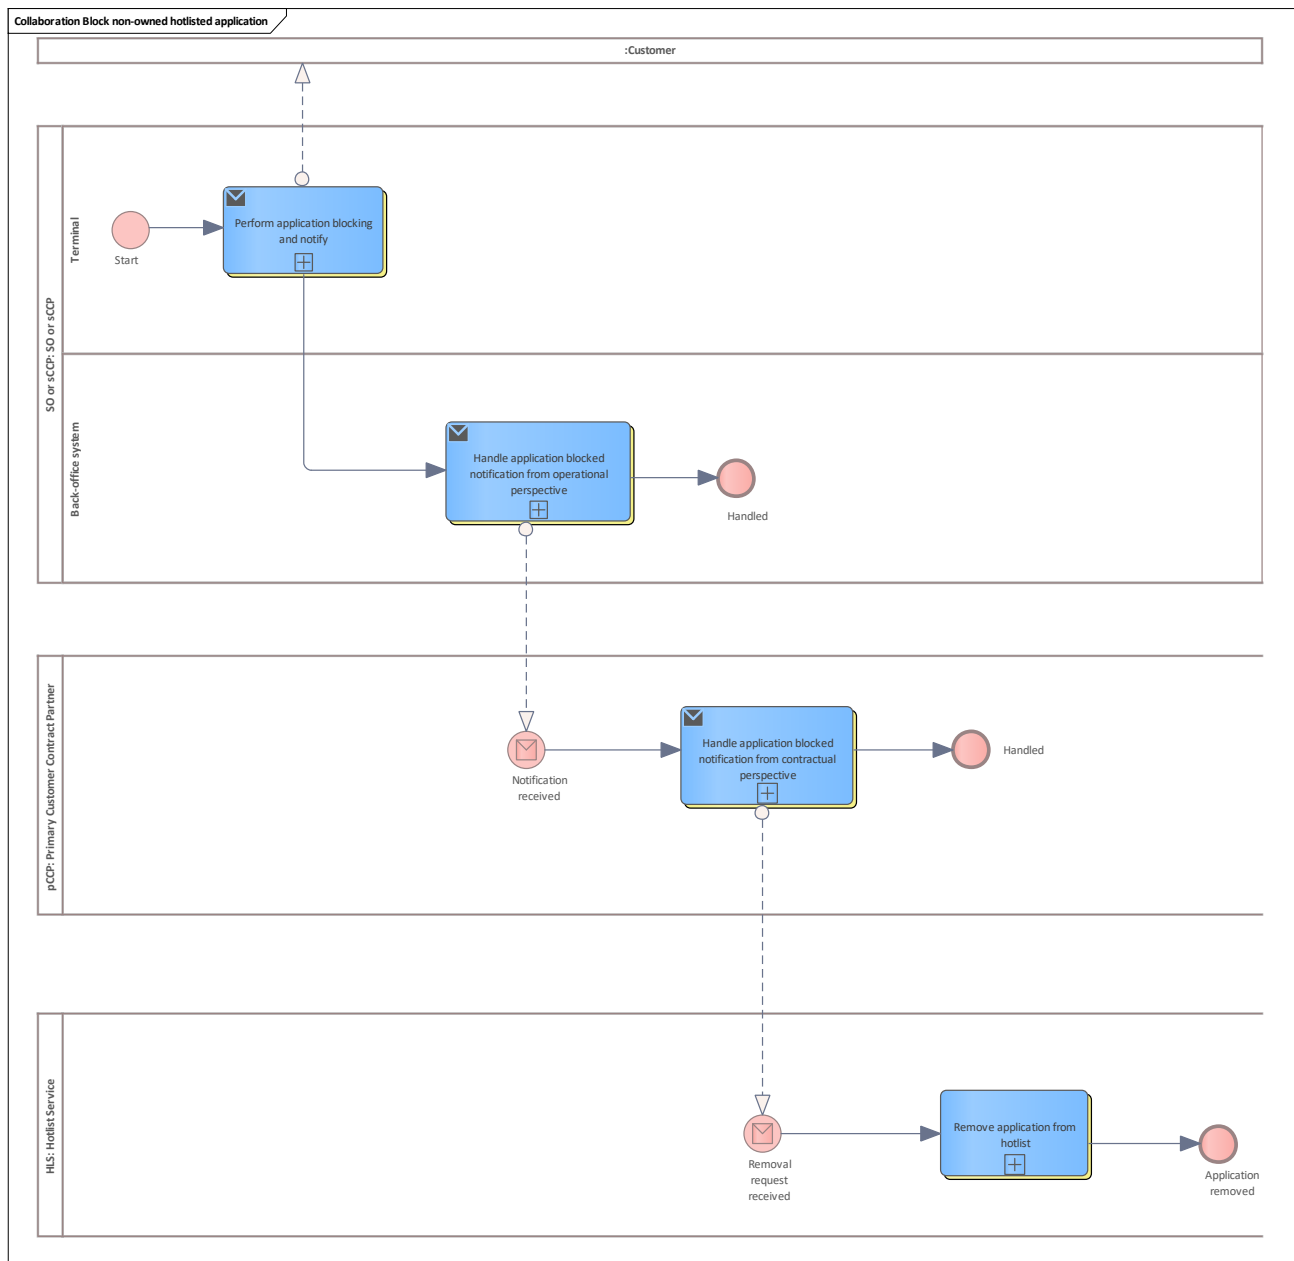 Collaboration Block non-owned hotlisted application
:Customer
SO or sCCP: SO or sCCP
Terminal
Start
Perform application blocking
and notify
Back-office system
Handle application blocked
notification from operational
perspective
Handled
pCCP: Primary Customer Contract Partner
Notification
received
Handle application blocked
notification from contractual
perspective
Handled
HLS: Hotlist Service
Removal
request
received
Remove application from
hotlist
Application
removed